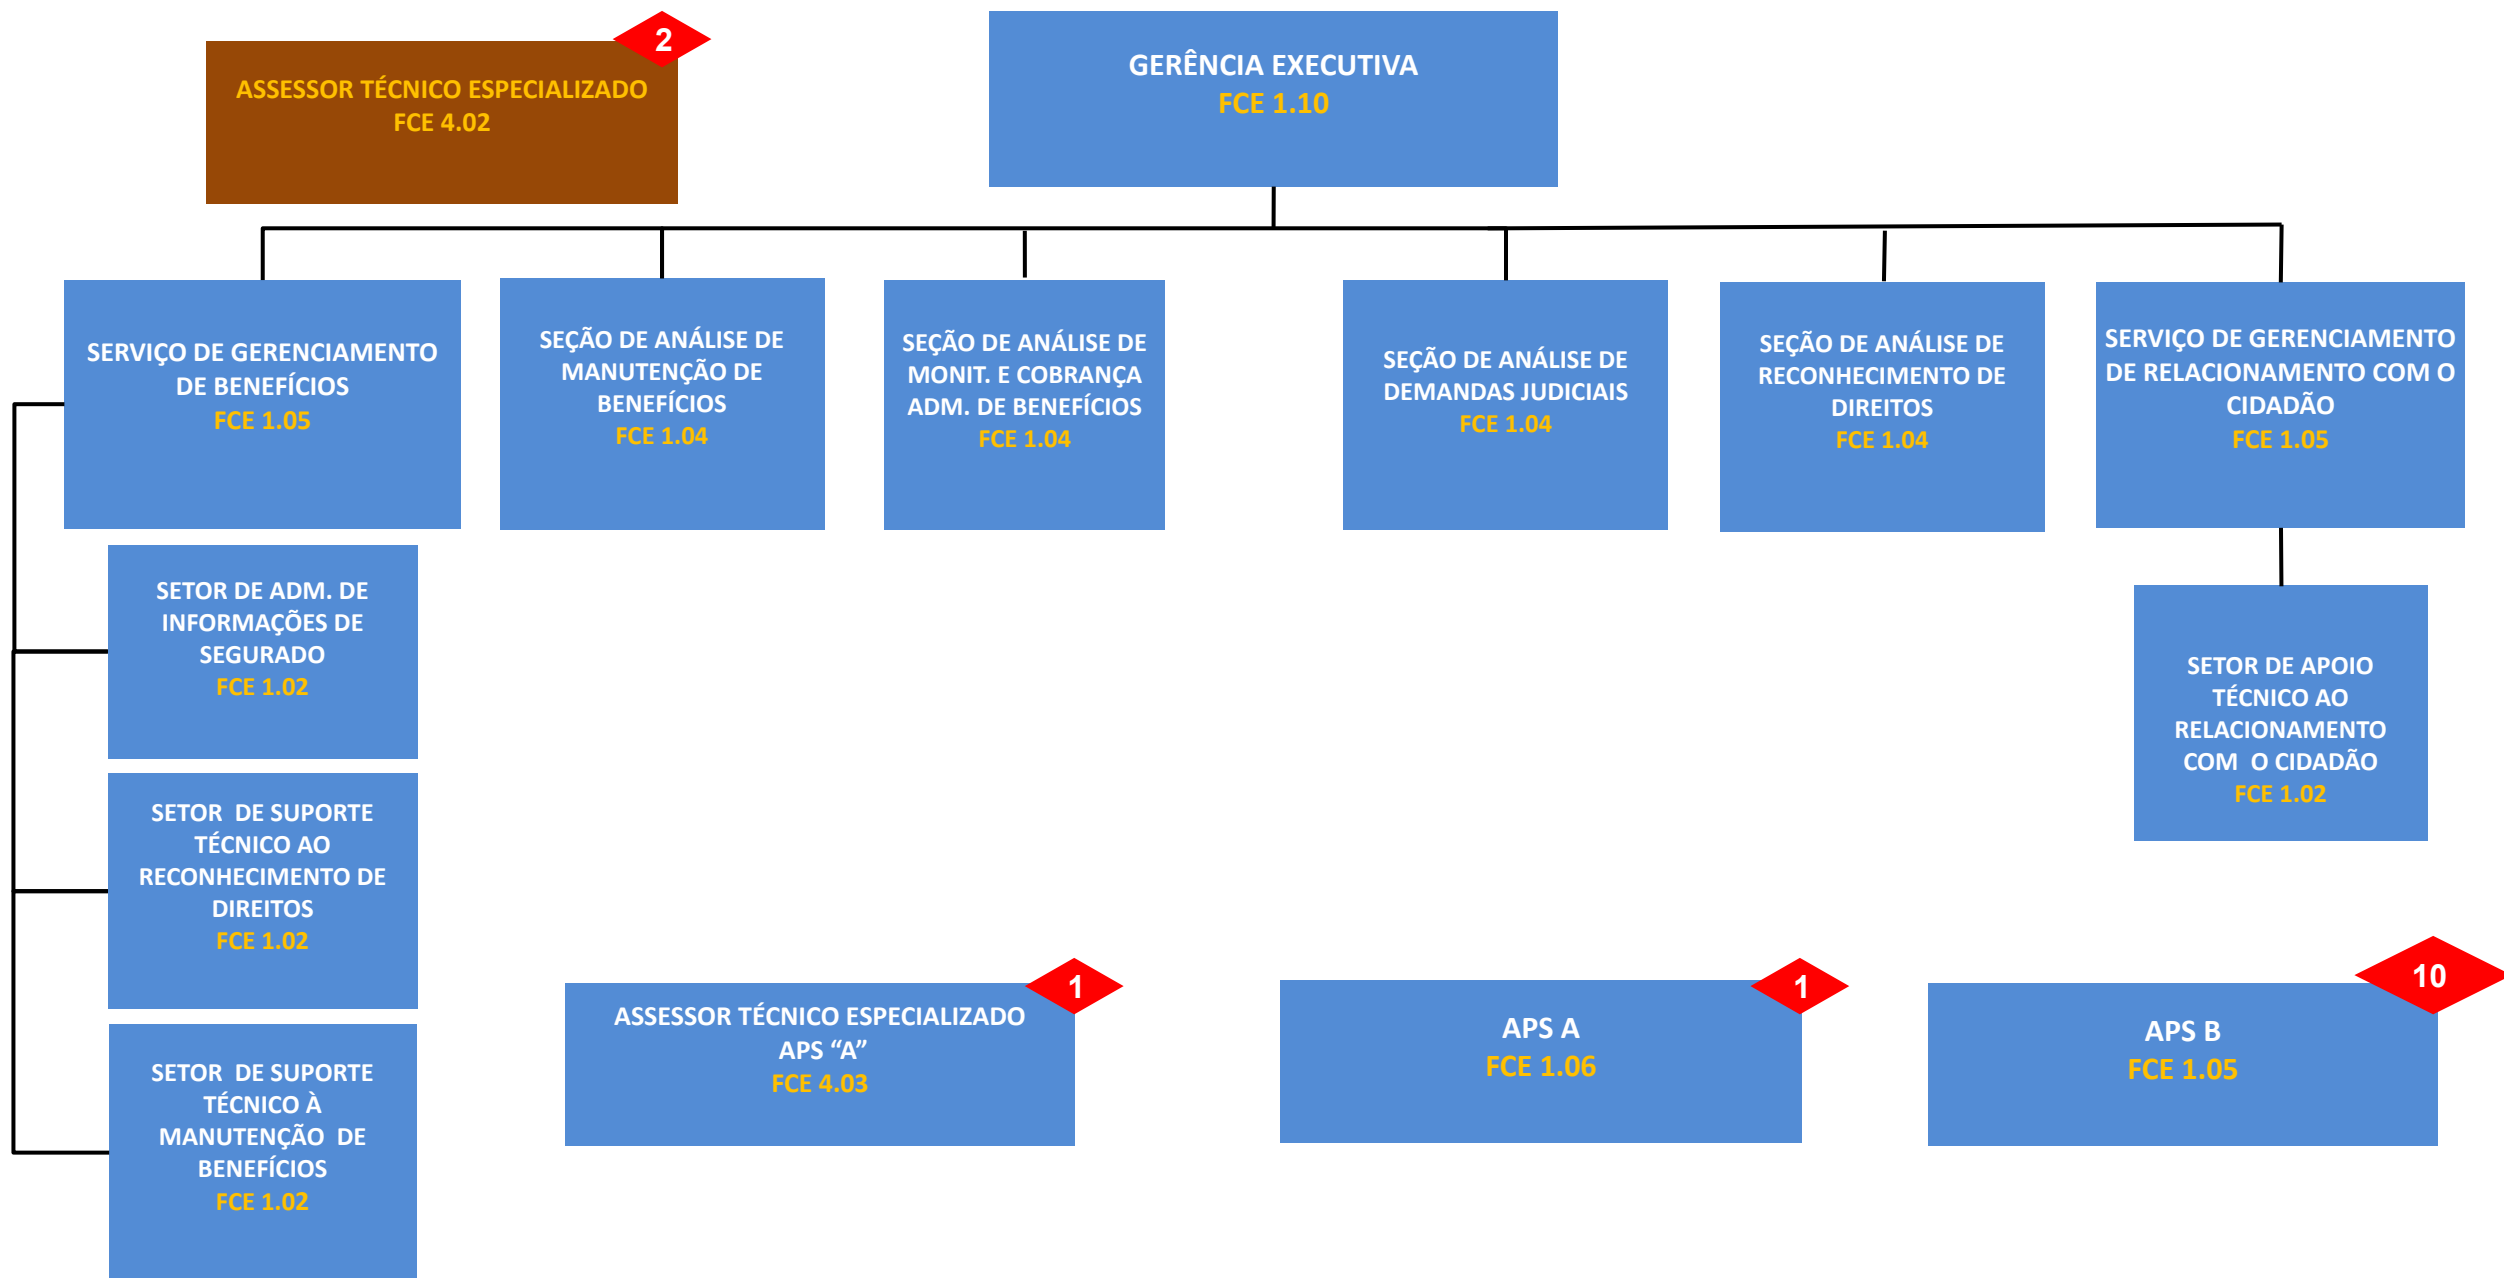 2
ASSESSOR TÉCNICO ESPECIALIZADO
FCE 4.02
GERÊNCIA EXECUTIVA
FCE 1.10
SERVIÇO DE GERENCIAMENTO
DE BENEFÍCIOS
FCE 1.05
SEÇÃO DE ANÁLISE DE
MANUTENÇÃO DE
BENEFÍCIOS
FCE 1.04
SEÇÃO DE ANÁLISE DE
MONIT. E COBRANÇA
ADM. DE BENEFÍCIOS
FCE 1.04
SEÇÃO DE ANÁLISE DE
DEMANDAS JUDICIAIS
FCE 1.04
SEÇÃO DE ANÁLISE DE
RECONHECIMENTO DE
DIREITOS
FCE 1.04
SERVIÇO DE GERENCIAMENTO
DE RELACIONAMENTO COM O
CIDADÃO
FCE 1.05
SETOR DE ADM. DE
INFORMAÇÕES DE
SEGURADO
FCE 1.02
SETOR DE APOIO
TÉCNICO AO
RELACIONAMENTO
COM O CIDADÃO
FCE 1.02
SETOR DE SUPORTE
TÉCNICO AO
RECONHECIMENTO DE
DIREITOS
FCE 1.02
SETOR DE SUPORTE
TÉCNICO À
MANUTENÇÃO DE
BENEFÍCIOS
FCE 1.02
1
ASSESSOR TÉCNICO ESPECIALIZADO
APS “A”
FCE 4.03
1
APS A
FCE 1.06
10
APS B
FCE 1.05